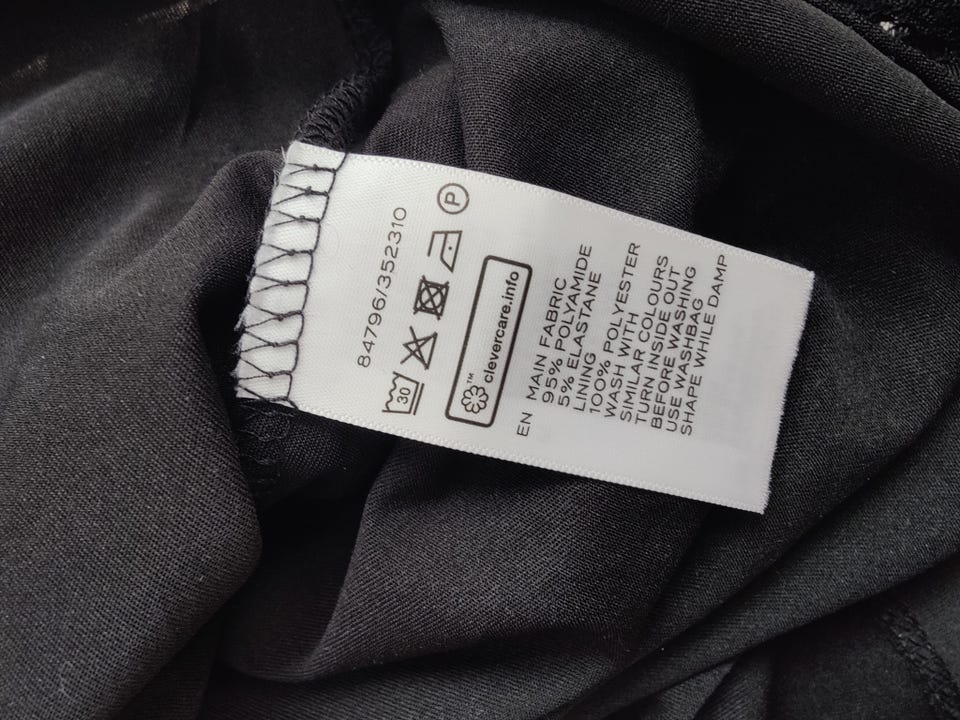 84796/352310
30
P
™ clevercare.info
EN MAIN FABRIC
95% POLYAMIDE
5% ELASTANE
LINING
100% POLYESTER
WASH WITH
SIMILAR COLOURS
TURN INSIDE OUT
BEFORE WASHING
USE WASHBAG
SHAPE WHILE DAMP